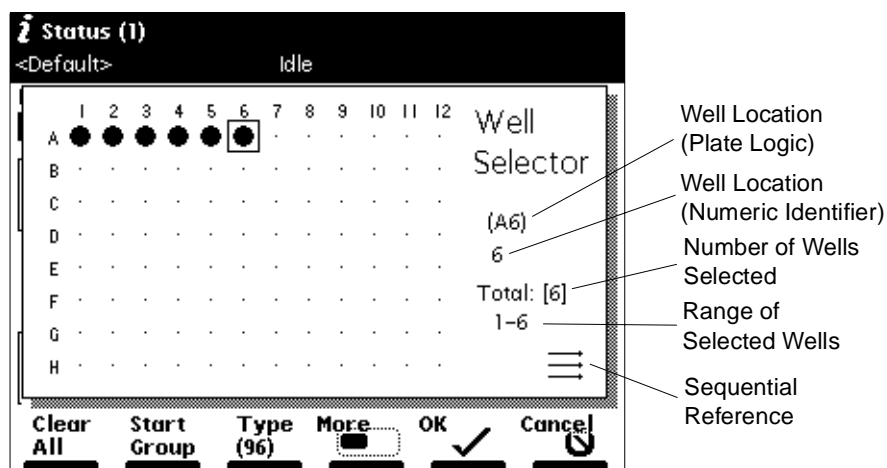 i Status (1)
<Default> Idle
1 2 3 4 5 6 7 8 9 10 11 12
A
B
C
D
E
F
G
H
Well
Selector
(A6)
6
Total: [6]
1-6
Well Location
(Plate Logic)
Well Location
(Numeric Identifier)
Number of Wells
Selected
Range of
Selected Wells
Sequential
Reference
Clear
All
Start
Group
Type
(96)
More
OK
Cancel